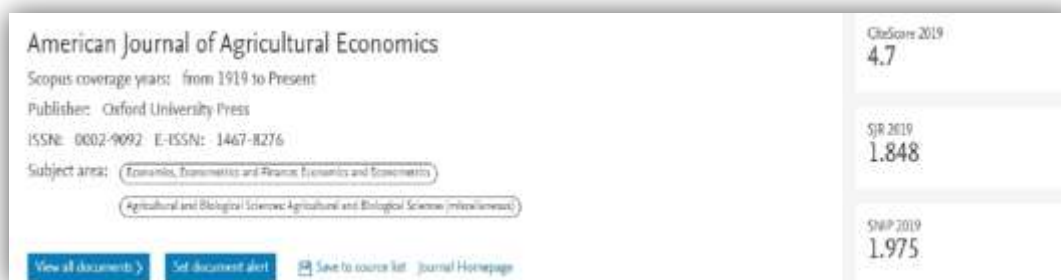 American Journal of Agricultural Economics
Scopus coverage years: from 1919 to Present
Publisher: Oxford University Press
ISSN: 0002-9092 E-ISSN: 1467-8276
Subject area: Economics, Econometrics and Finance: Economics and Econometrics
Agricultural and Biological Sciences: Agricultural and Biological Sciences (miscellaneous)
View all documents > Set document alert Save to source list Journal Homepage
CiteScore 2019
4.7
SJR 2019
1.848
SNIP 2019
1.975